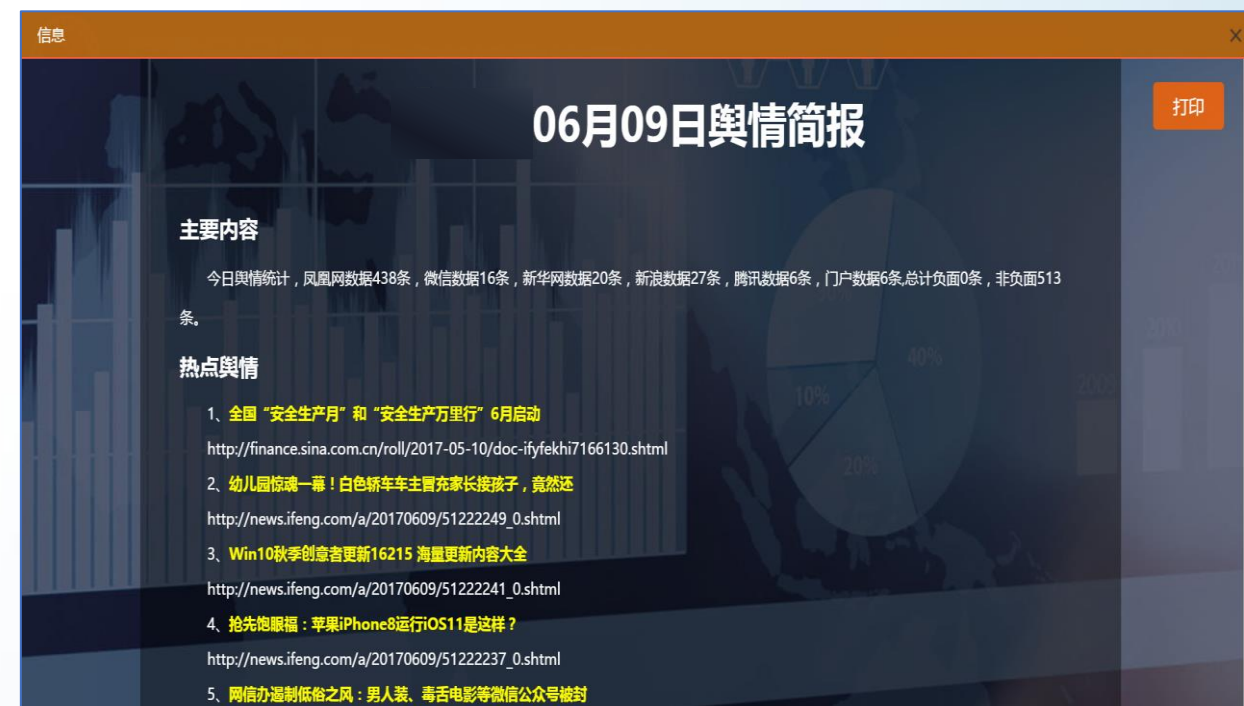 信息
×
打印
06月09日舆情简报
主要内容
今日舆情统计，凤凰网数据438条，微信数据16条，新华网数据20条，新浪数据27条，腾讯数据6条，门户数据6条,总计负面0条，非负面513
条。
热点舆情
1、全国“安全生产月”和“安全生产万里行”6月启动
http://finance.sina.com.cn/roll/2017-05-10/doc-ifyfekhi7166130.shtml
2、幼儿园惊魂一幕！白色轿车车主冒充家长接孩子，竟然还
http://news.ifeng.com/a/20170609/51222249_0.shtml
3、Win10秋季创意者更新16215 海量更新内容大全
http://news.ifeng.com/a/20170609/51222241_0.shtml
4、抢先饱眼福：苹果iPhone8运行iOS11是这样？
http://news.ifeng.com/a/20170609/51222237_0.shtml
5、网信办遏制低俗之风：男人装、毒舌电影等微信公众号被封
40%
10%
20%
2009
2010